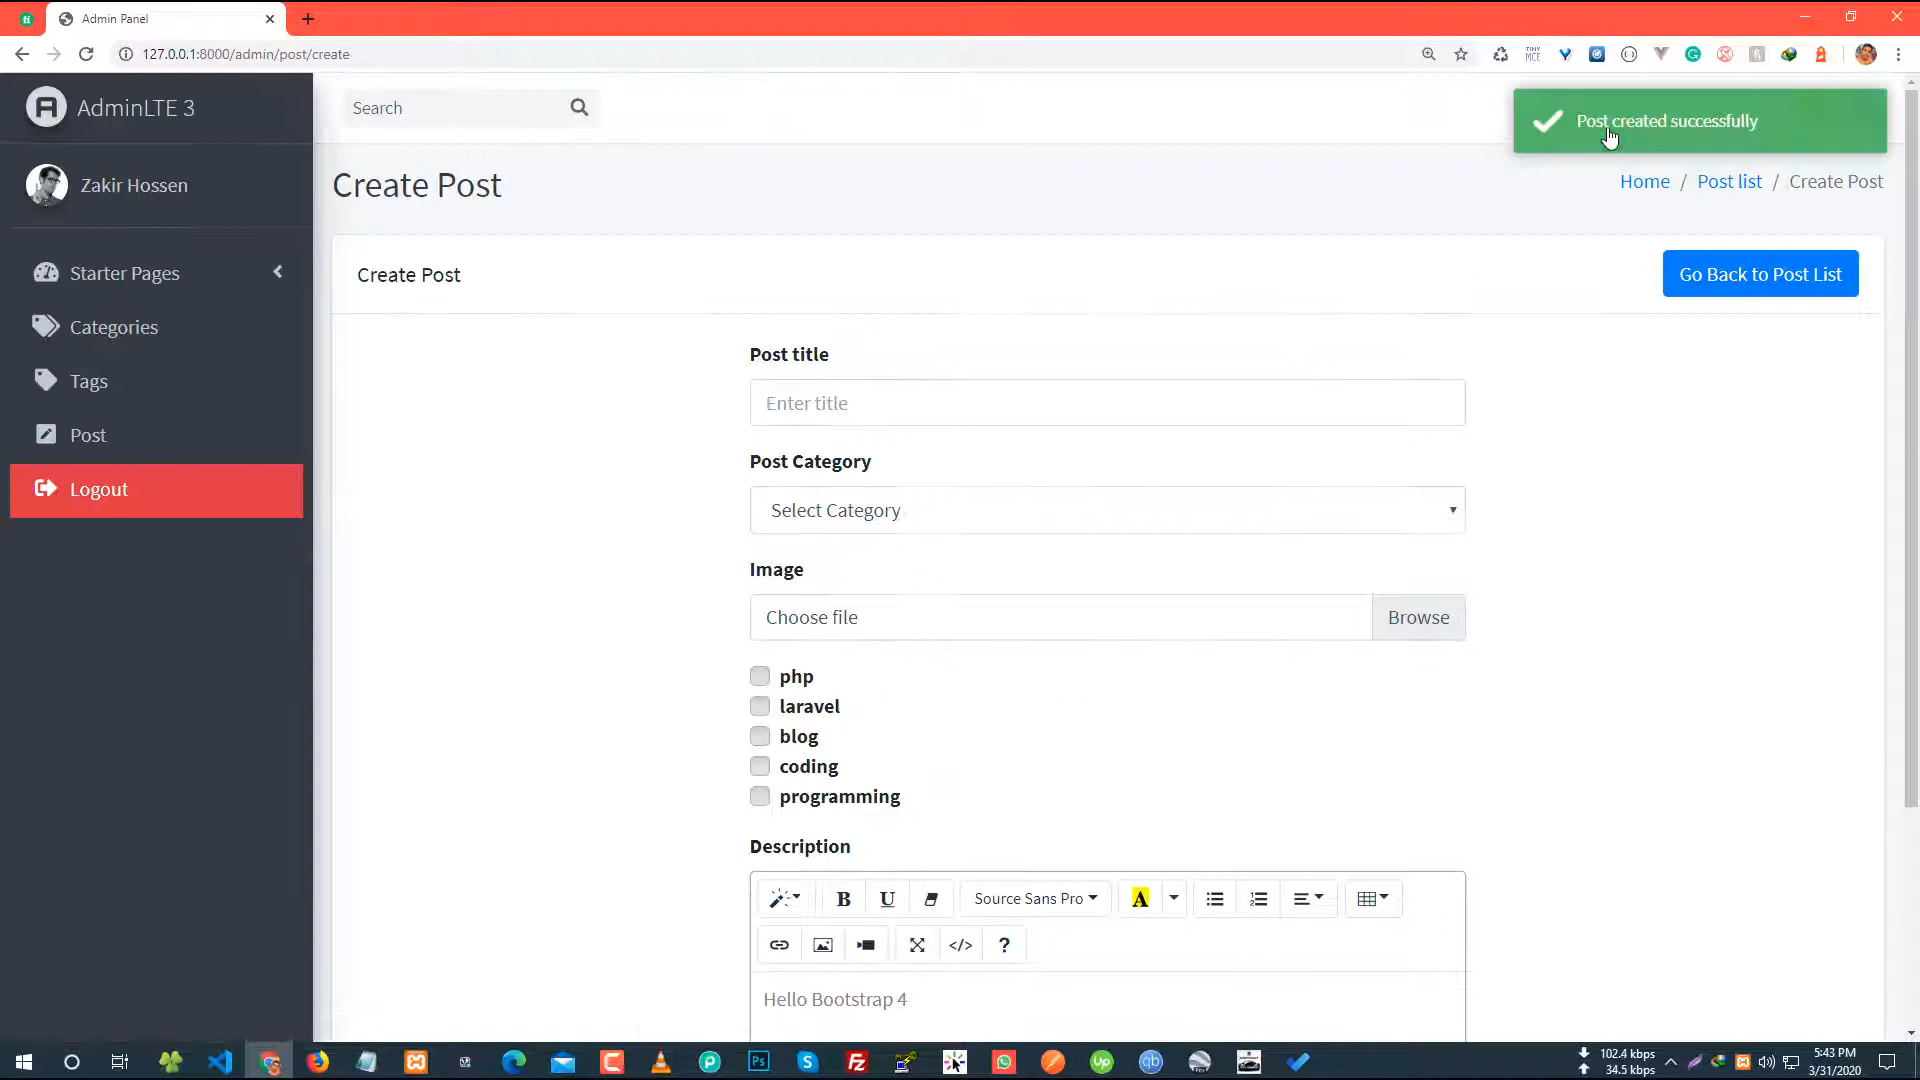 Admin Panel
127.0.0.1:8000/admin/post/create
TINY
MCE
AdminLTE 3
Search
Post created successfully
Zakir Hossen
Create Post
Home / Post list / Create Post
Starter Pages
Categories
Tags
Post
Logout
Create Post
Go Back to Post List
Post title
Enter title
Post Category
Select Category
Image
Choose file
Browse
php
laravel
blog
coding
programming
Description
B
U
Source Sans Pro
A
</>
?
Hello Bootstrap 4
102.4 kbps
34.5 kbps
5:43 PM
3/31/2020